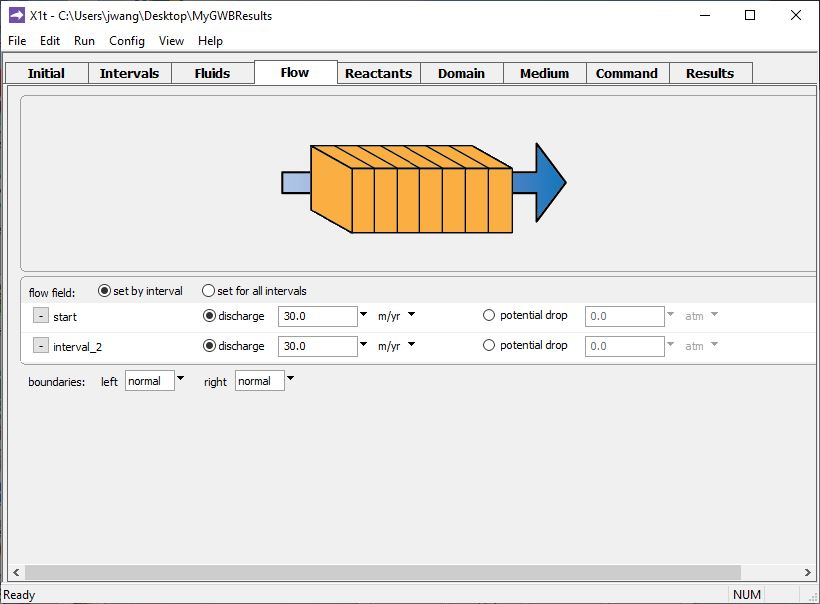 X1t - C:\Users\jwang\Desktop\MyGWBResults
File Edit Run Config View Help
Initial Intervals Fluids Flow Reactants Domain Medium Command Results
flow field: set by interval set for all intervals
- start discharge 30.0 m/yr potential drop 0.0 atm
- interval_2 discharge 30.0 m/yr potential drop 0.0 atm
boundaries: left normal right normal
Ready NUM